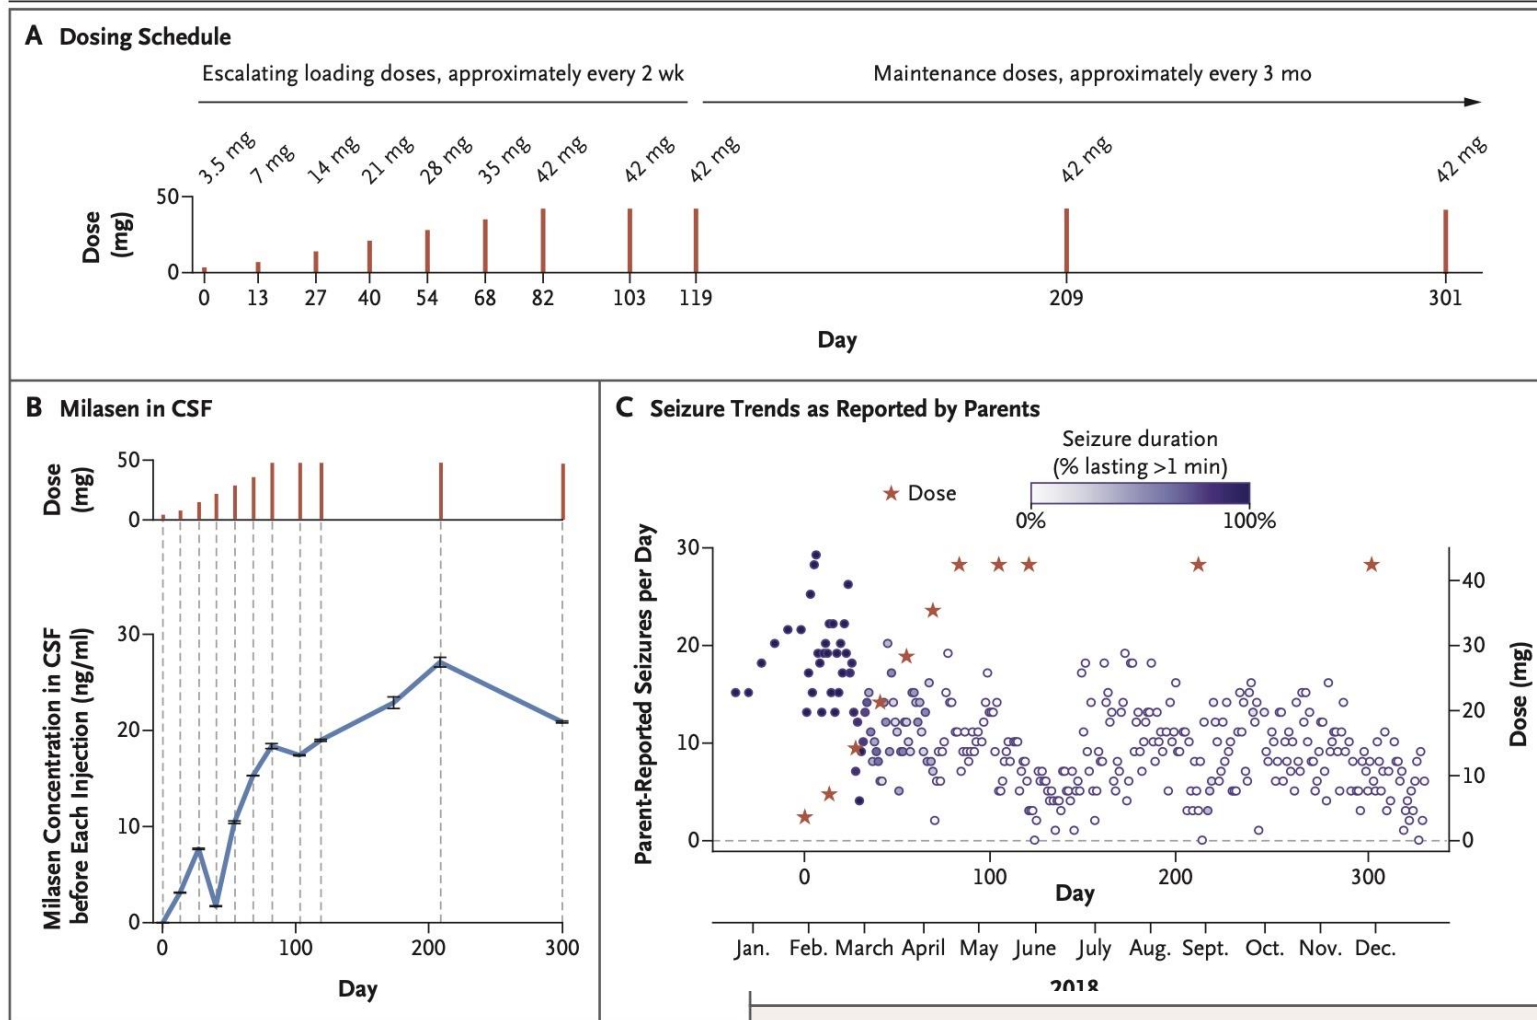 A Dosing Schedule
Escalating loading doses, approximately every 2 wk
Maintenance doses, approximately every 3 mo
3.5 mg 7 mg 14 mg 21 mg 28 mg 35 mg 42 mg 42 mg 42 mg 42 mg 42 mg
Dose (mg)
50
0
0 13 27 40 54 68 82 103 119 209 301
Day
B Milasen in CSF
Dose (mg)
50
0
Milasen Concentration in CSF
before Each Injection (ng/ml)
30
20
10
0
0 100 200 300
Day
C Seizure Trends as Reported by Parents
Seizure duration
(% lasting >1 min)
Dose
0% 100%
Parent-Reported Seizures per Day
30
20
10
0
40
30
20
10
0
Dose (mg)
0 100 200 300
Day
Jan. Feb. March April May June July Aug. Sept. Oct. Nov. Dec.
2018